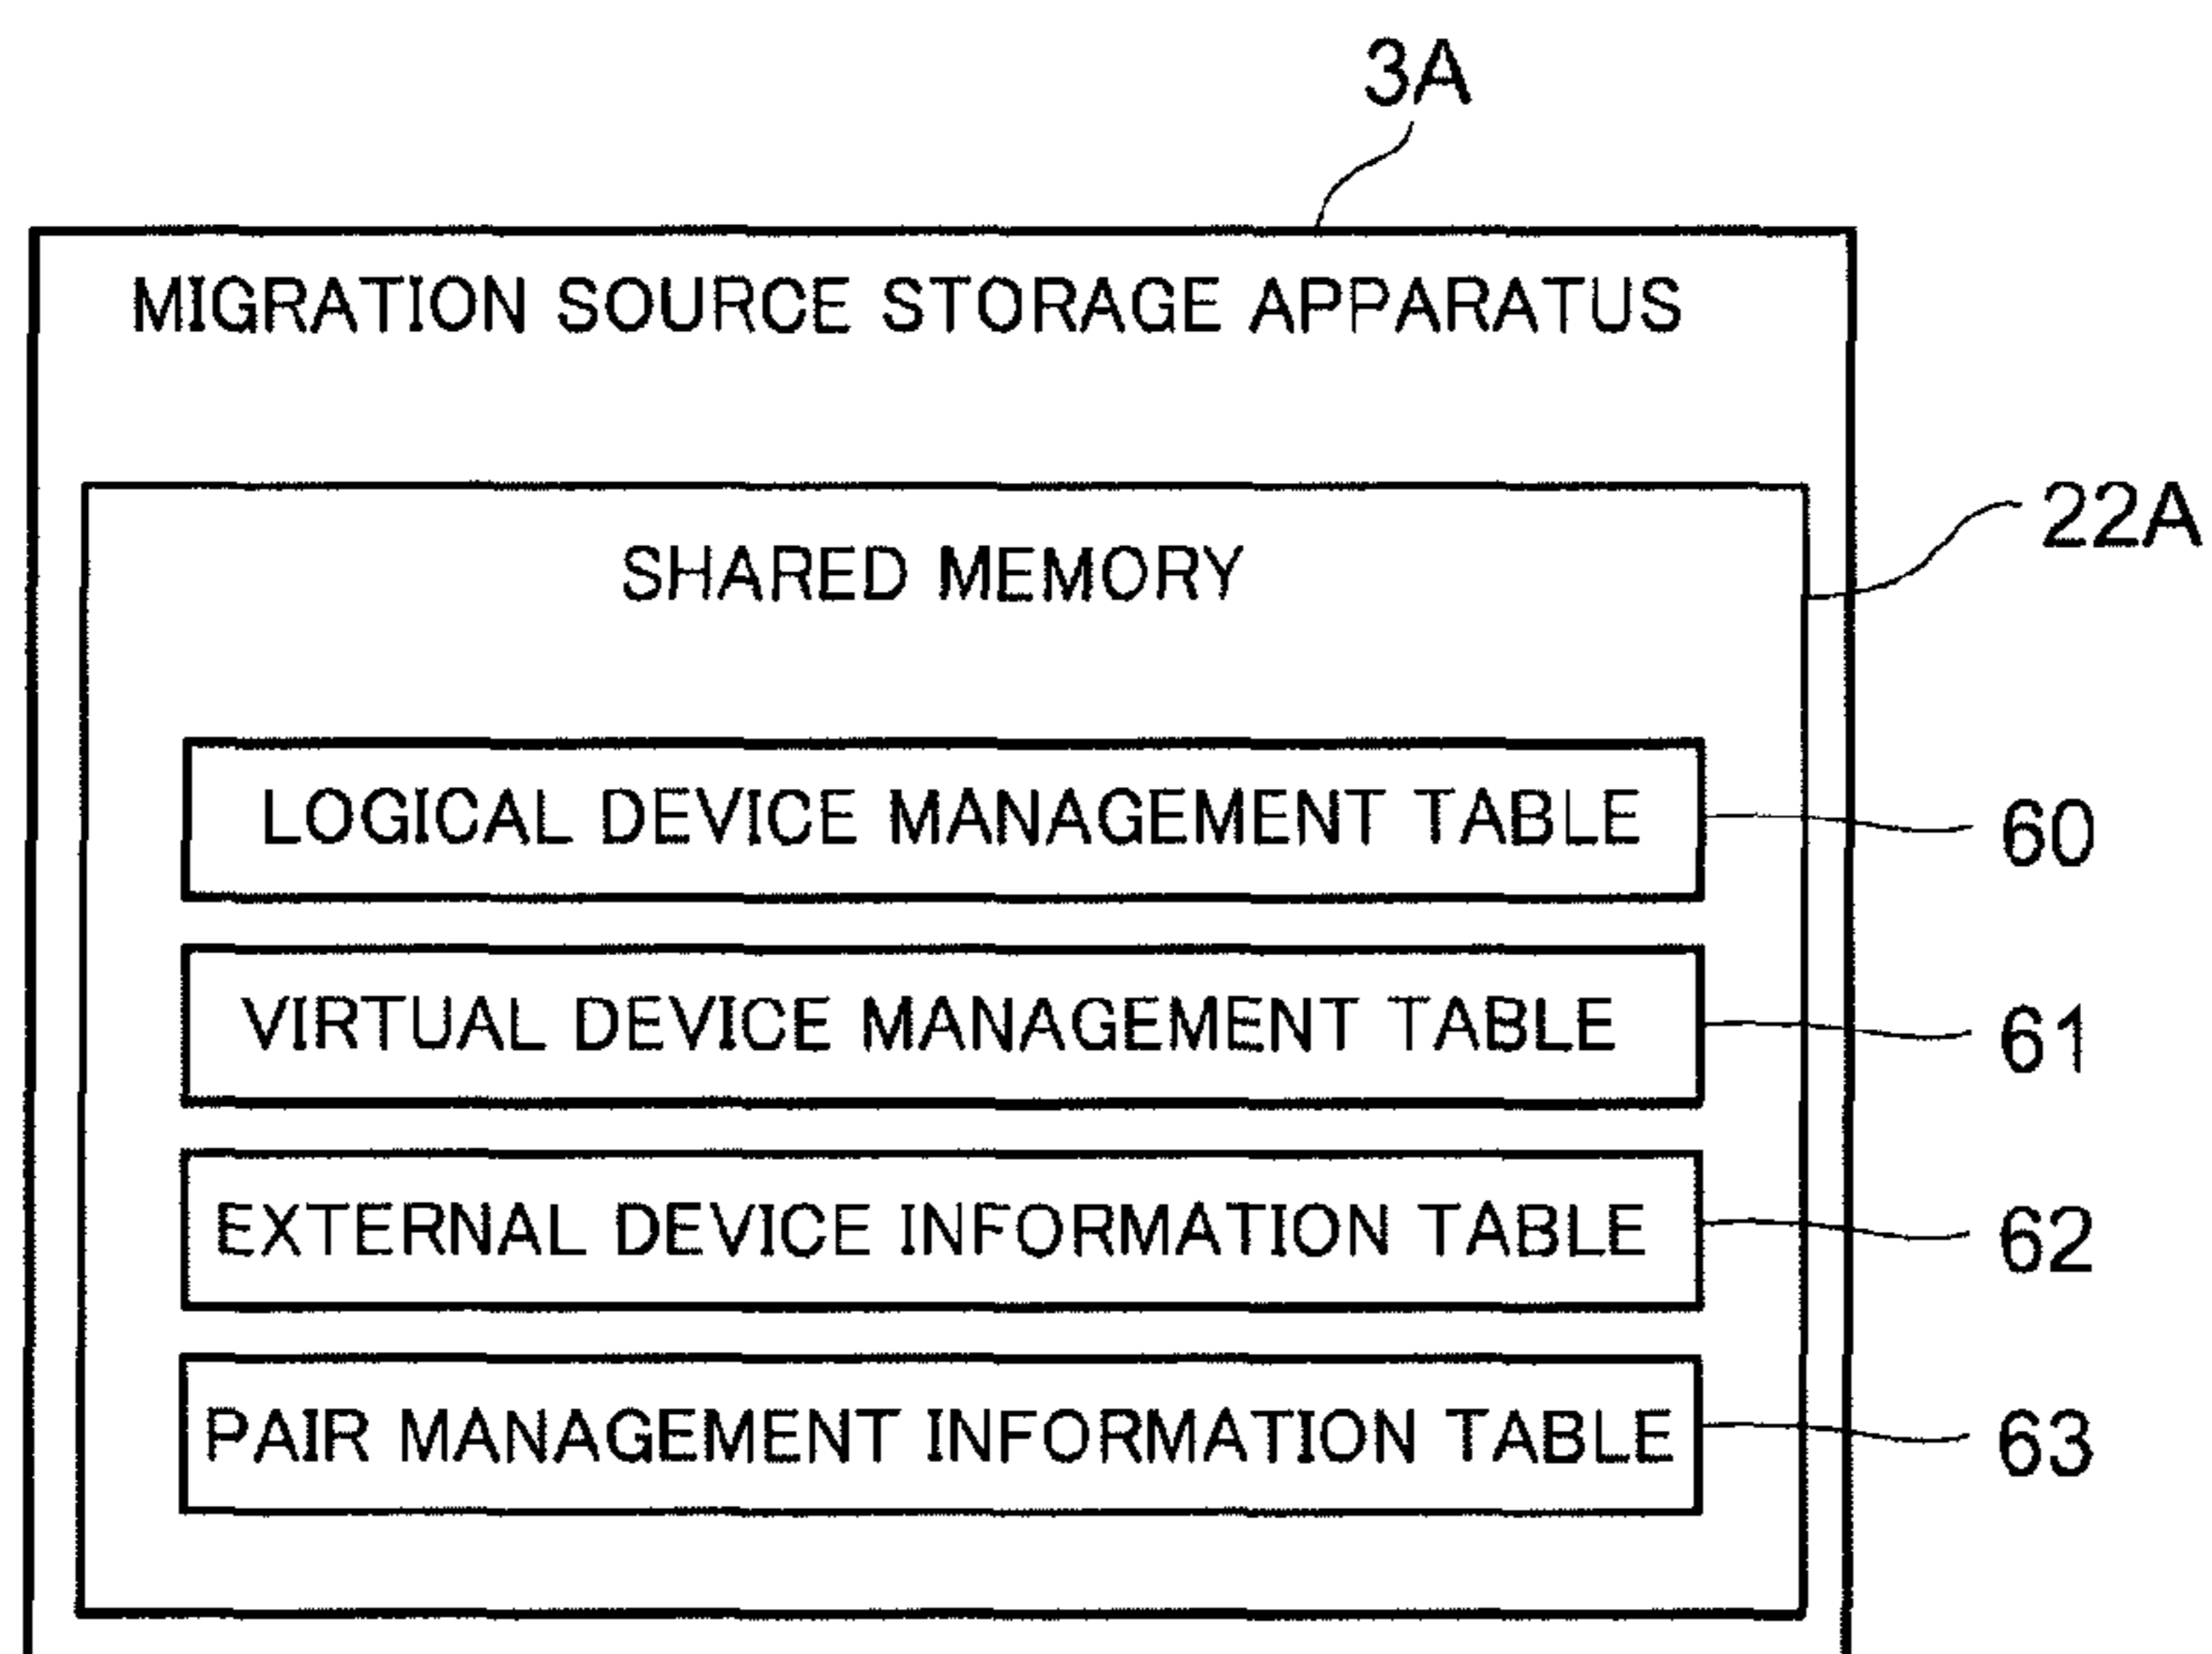 3A
MIGRATION SOURCE STORAGE APPARATUS
22A
SHARED MEMORY
LOGICAL DEVICE MANAGEMENT TABLE 60
VIRTUAL DEVICE MANAGEMENT TABLE 61
EXTERNAL DEVICE INFORMATION TABLE 62
PAIR MANAGEMENT INFORMATION TABLE 63